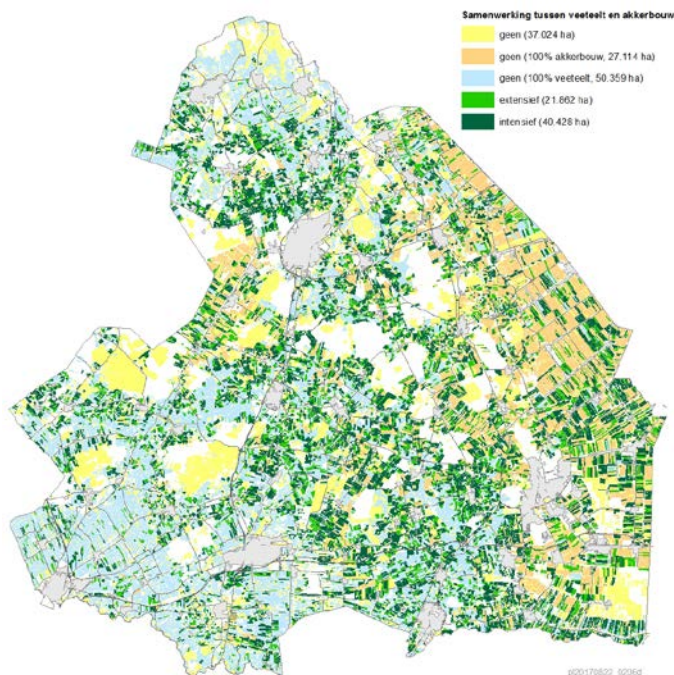 Samenwerking tussen veeteelt en akkerbouw
geen (37.024 ha)
geen (100% akkerbouw, 27.114 ha)
geen (100% veeteelt, 50.359 ha)
extensief (21.862 ha)
intensief (40.428 ha)
pl20170822_0206d